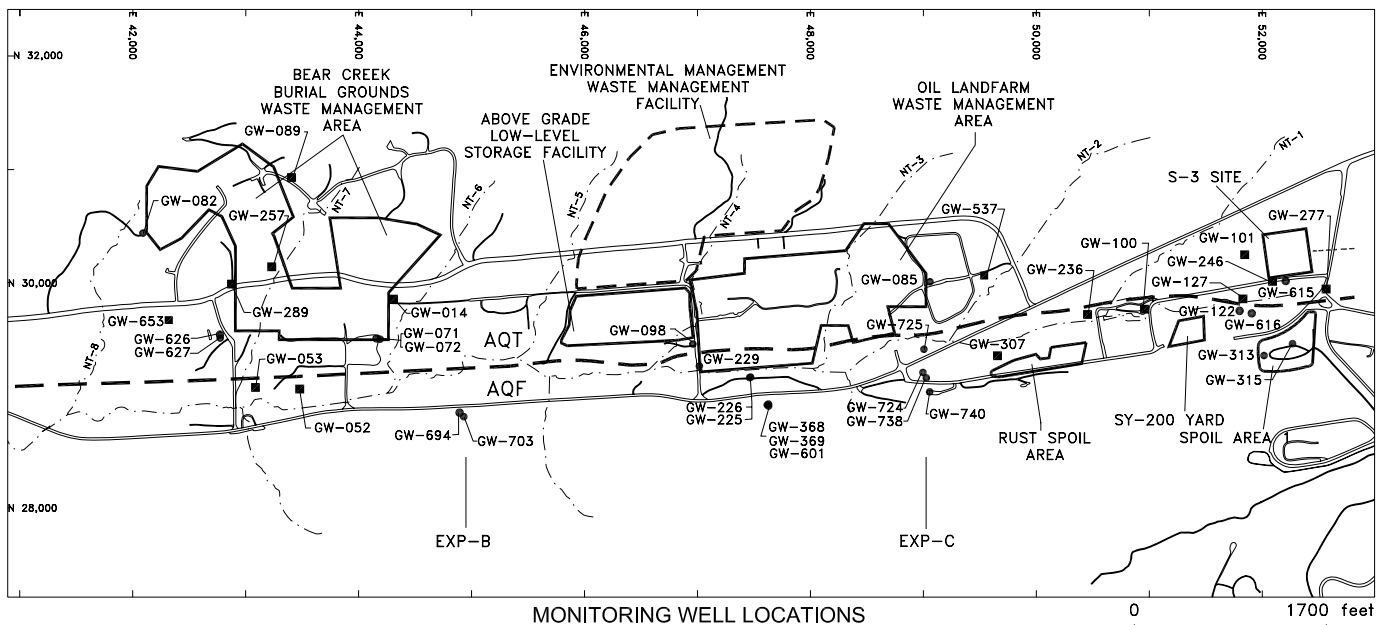 E 42,000
E 44,000
E 46,000
E 48,000
E 50,000
E 52,000
N 32,000
N 30,000
N 28,000
BEAR CREEK
BURIAL GROUNDS
WASTE MANAGEMENT
AREA
ENVIRONMENTAL MANAGEMENT
WASTE MANAGEMENT
FACILITY
OIL LANDFARM
WASTE MANAGEMENT
AREA
ABOVE GRADE
LOW-LEVEL
STORAGE FACILITY
GW-089
GW-082
GW-257
NT-7
NT-6
NT-5
NT-4
NT-3
NT-2
NT-1
S-3 SITE
GW-537
GW-277
GW-101
GW-100
GW-246
GW-236
GW-127
GW-085
GW-615
GW-289
GW-014
GW-653
GW-626
GW-627
GW-071
GW-072
AQT
GW-098
GW-725
GW-122
GW-616
GW-307
NT-8
GW-053
GW-229
GW-313
GW-315
AQF
GW-052
GW-694
GW-703
GW-226
GW-225
GW-368
GW-369
GW-601
GW-724
GW-738
GW-740
RUST SPOIL
AREA
SY-200 YARD
SPOIL AREA
EXP-B
EXP-C
MONITORING WELL LOCATIONS
0 1700 feet